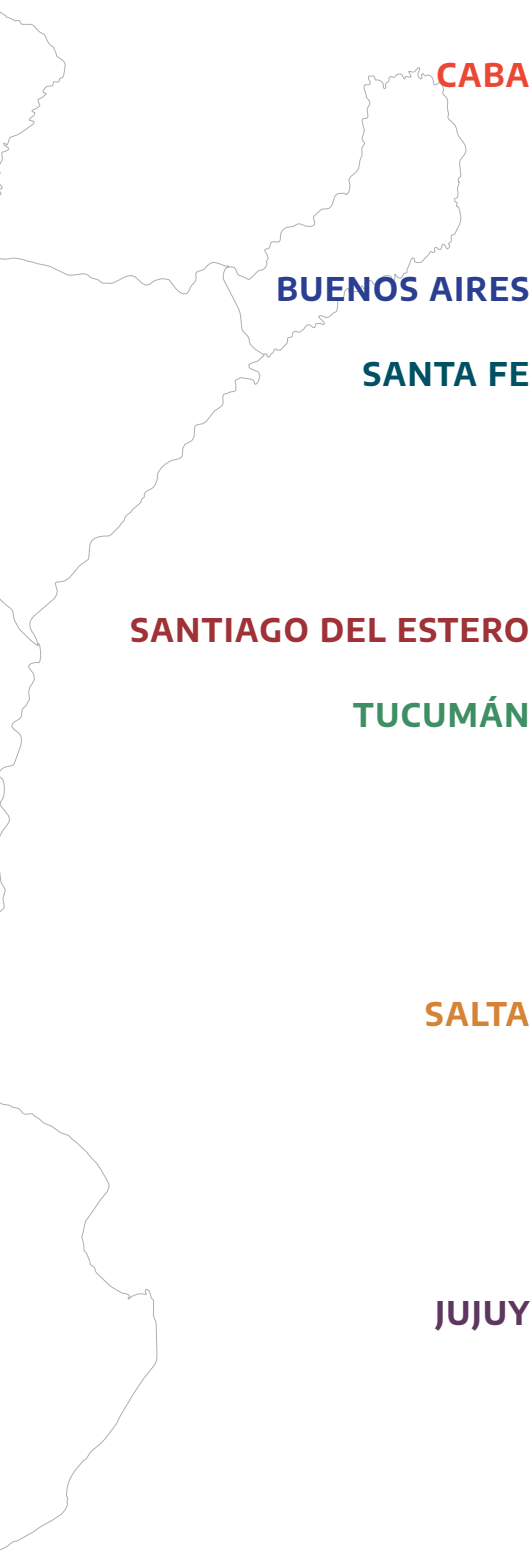 CABA
BUENOS AIRES
SANTA FE
SANTIAGO DEL ESTERO
TUCUMÁN
SALTA
JUJUY